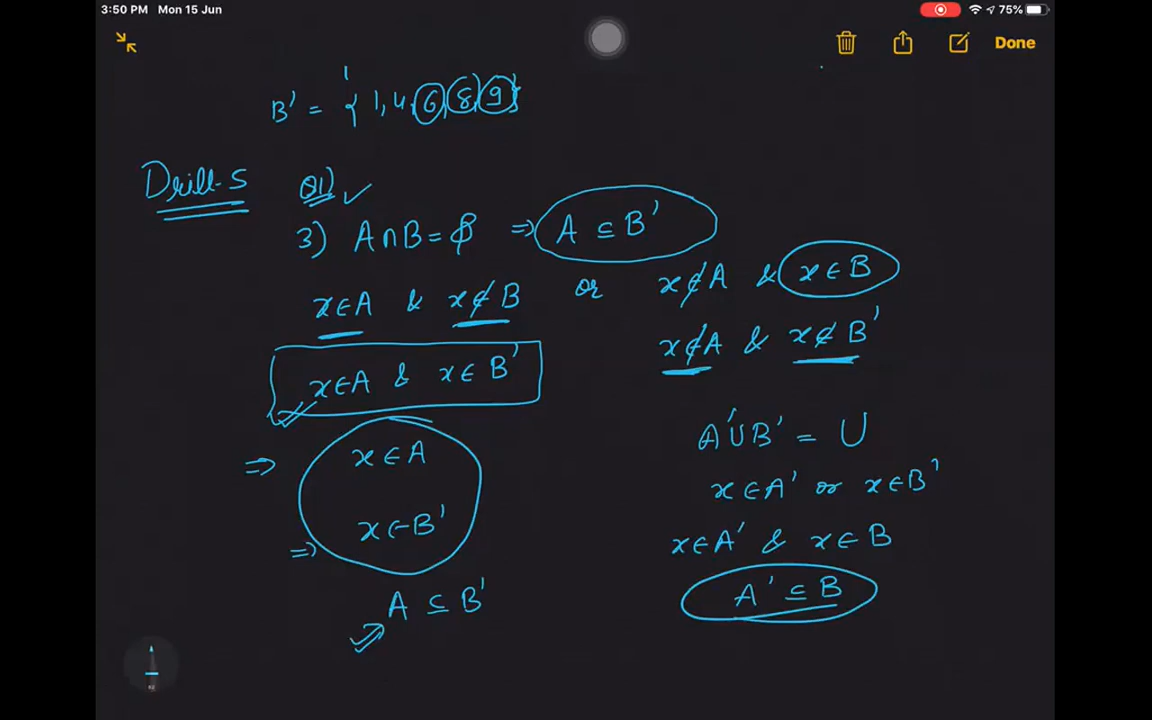 3:50 PM Mon 15 Jun 75%
Done
B' = { 1, 4, 6, 8, 9 }
Drill-5 Q1) ✓
3) A∩B = ϕ ⇒ A ⊆ B'
x∈A & x∉B or x∉A & x∈B
x∈A & x∈B' x∉A & x∉B'
A'∪B' = U
⇒ x∈A
x∈A' or x∈B'
⇒ x∈B'
x∈A' & x∈B
A ⊆ B'
A' ⊆ B